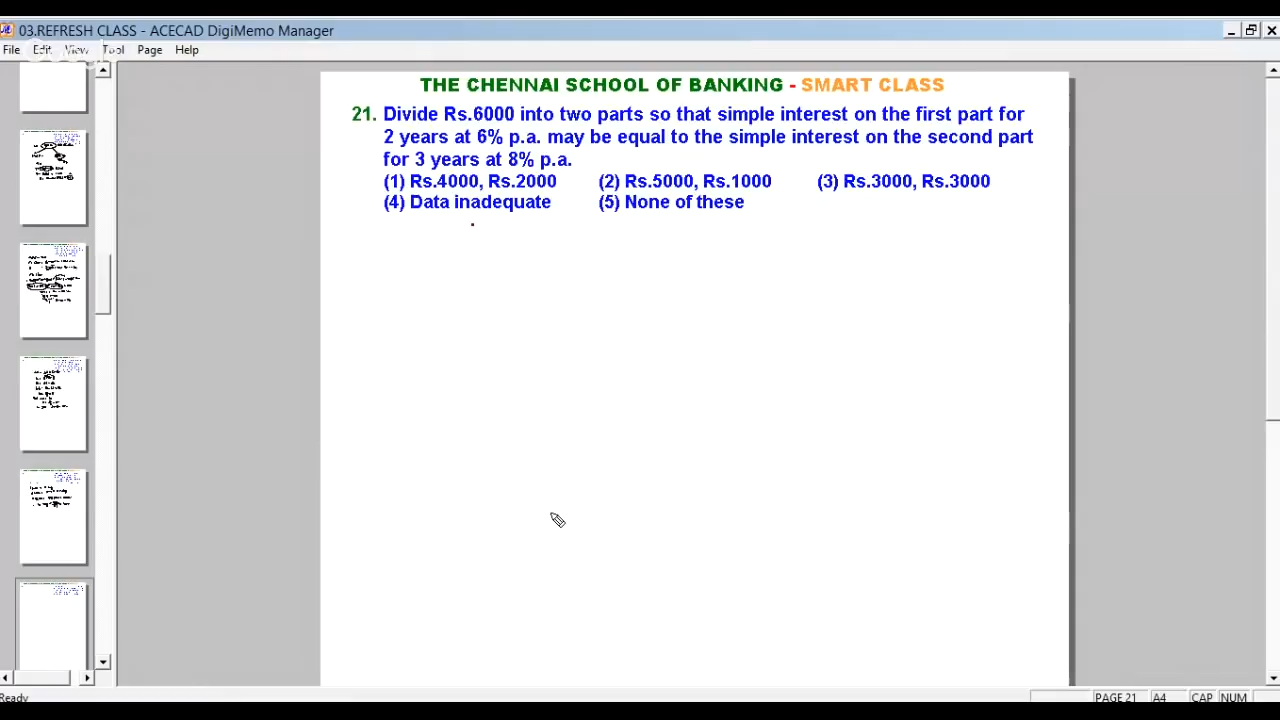 03.REFRESH CLASS - ACECAD DigiMemo Manager
File Edit View Tool Page Help
THE CHENNAI SCHOOL OF BANKING - SMART CLASS
21. Divide Rs.6000 into two parts so that simple interest on the first part for
2 years at 6% p.a. may be equal to the simple interest on the second part
for 3 years at 8% p.a.
(1) Rs.4000, Rs.2000 (2) Rs.5000, Rs.1000 (3) Rs.3000, Rs.3000
(4) Data inadequate (5) None of these
Ready PAGE 21 A4 CAP NUM